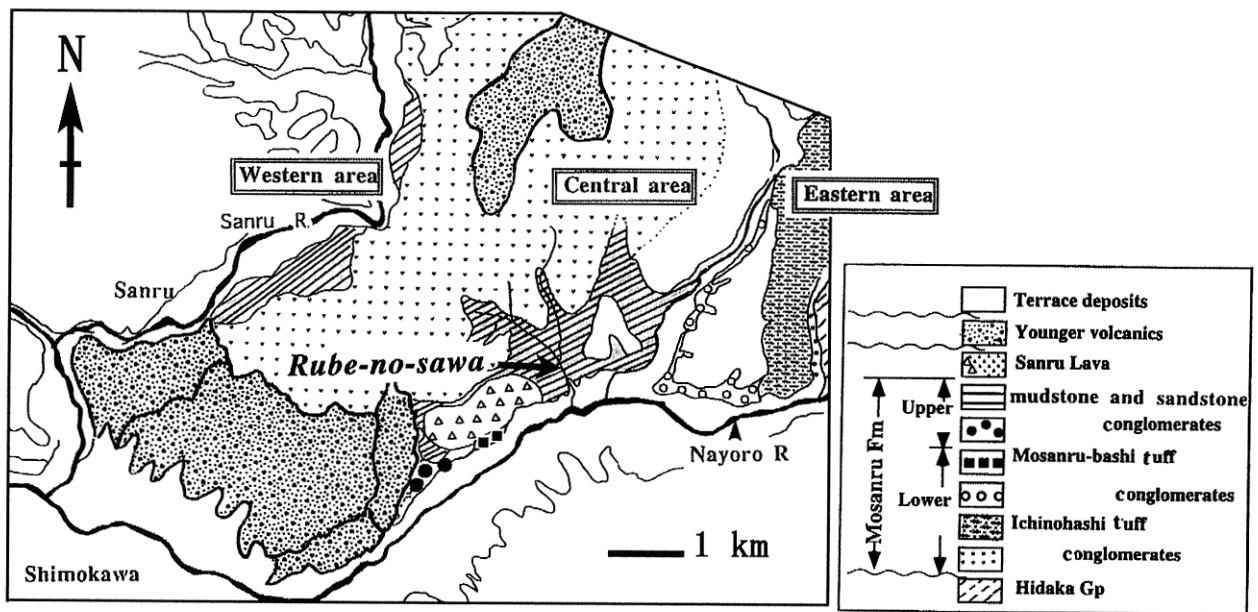 N
Western area
Central area
Eastern area
Sanru R.
Sanru
Rube-no-sawa
Nayoro R
1 km
Shimokawa
Terrace deposits
Younger volcanics
Sanru Lava
mudstone and sandstone
conglomerates
Mosanru-bashi tuff
conglomerates
Ichinohashi tuff
conglomerates
Hidaka Gp
Upper
Lower
Mosanru Fm